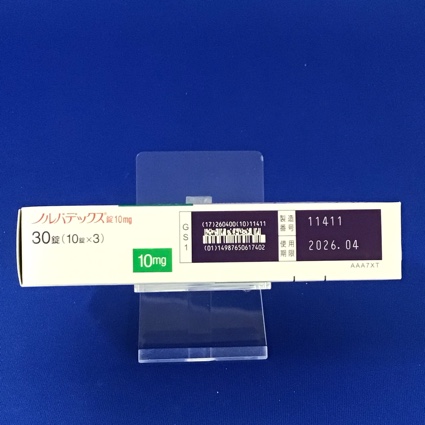 ノルバデックス錠10mg
30錠(10錠×3)
10mg
GS1
(17)260400(10)11411
(01)14987650617402
製造番号
11411
使用期限
2026.04
AAA7XT